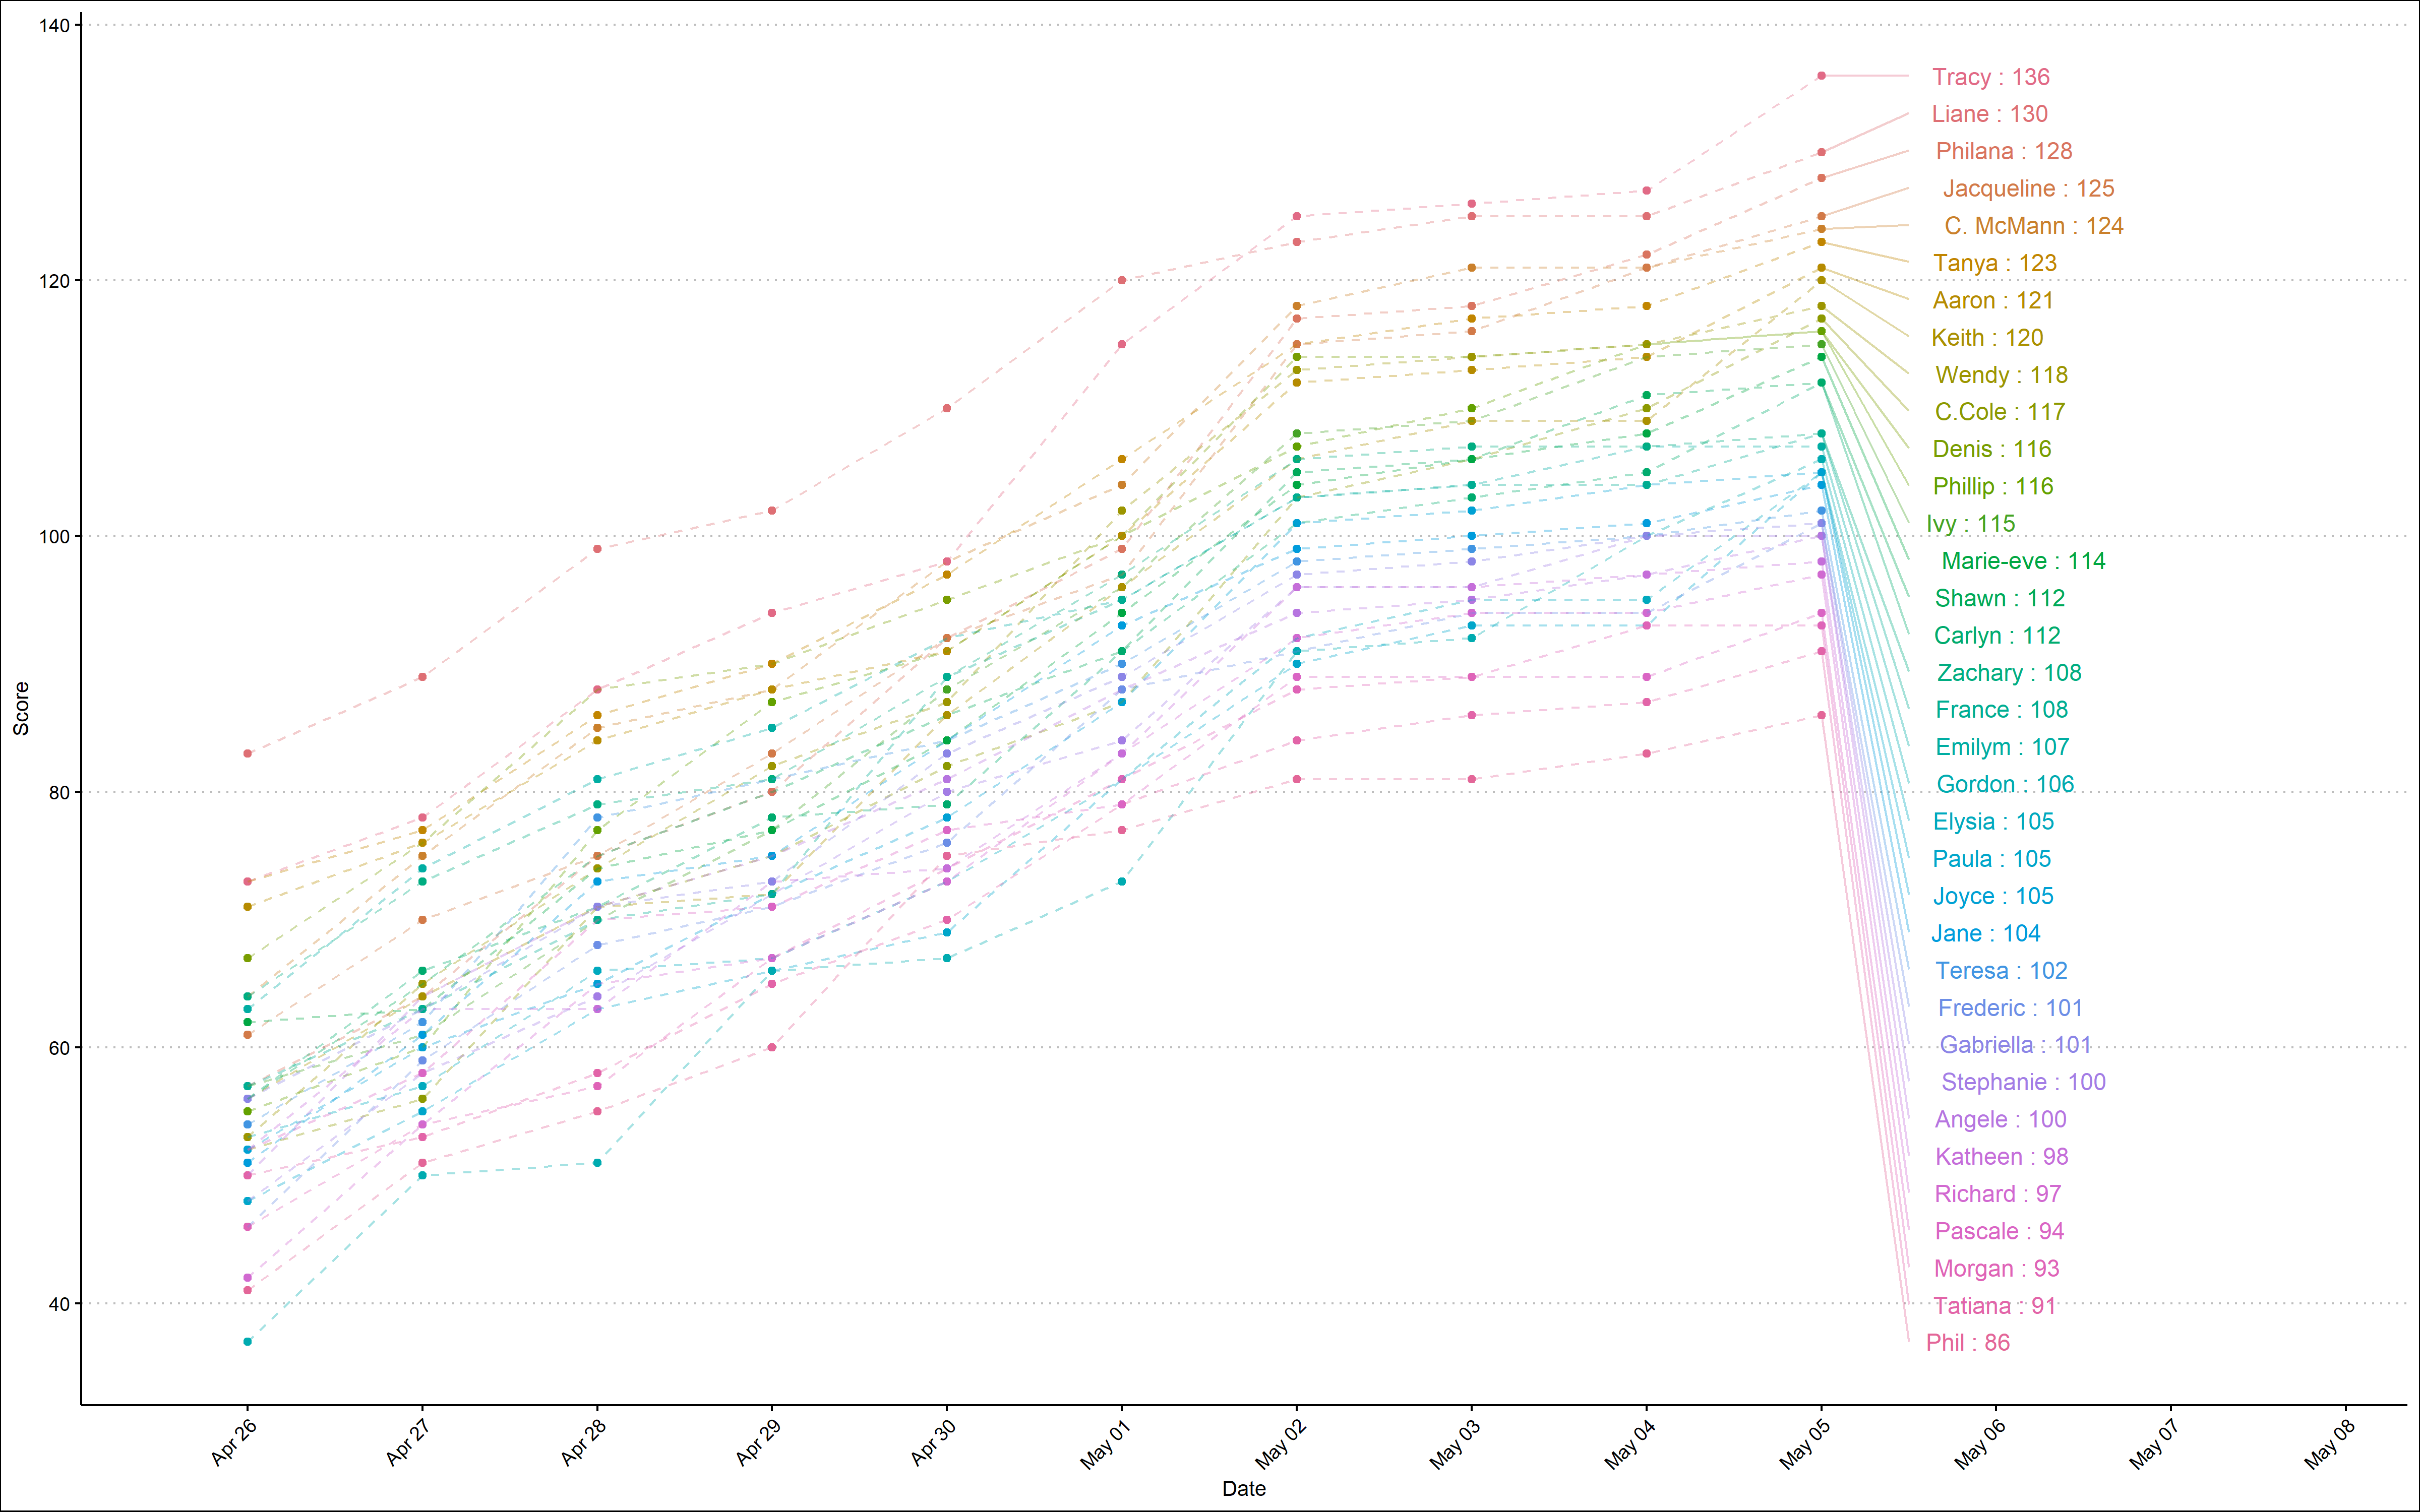 140
120
100
80
60
40
Score
Tracy : 136
Liane : 130
Philana : 128
Jacqueline : 125
C. McMann : 124
Tanya : 123
Aaron : 121
Keith : 120
Wendy : 118
C.Cole : 117
Denis : 116
Phillip : 116
Ivy : 115
Marie-eve : 114
Shawn : 112
Carlyn : 112
Zachary : 108
France : 108
Emilym : 107
Gordon : 106
Elysia : 105
Paula : 105
Joyce : 105
Jane : 104
Teresa : 102
Frederic : 101
Gabriella : 101
Stephanie : 100
Angele : 100
Katheen : 98
Richard : 97
Pascale : 94
Morgan : 93
Tatiana : 91
Phil : 86
Apr 26
Apr 27
Apr 28
Apr 29
Apr 30
May 01
May 02
May 03
May 04
May 05
May 06
May 07
May 08
Date